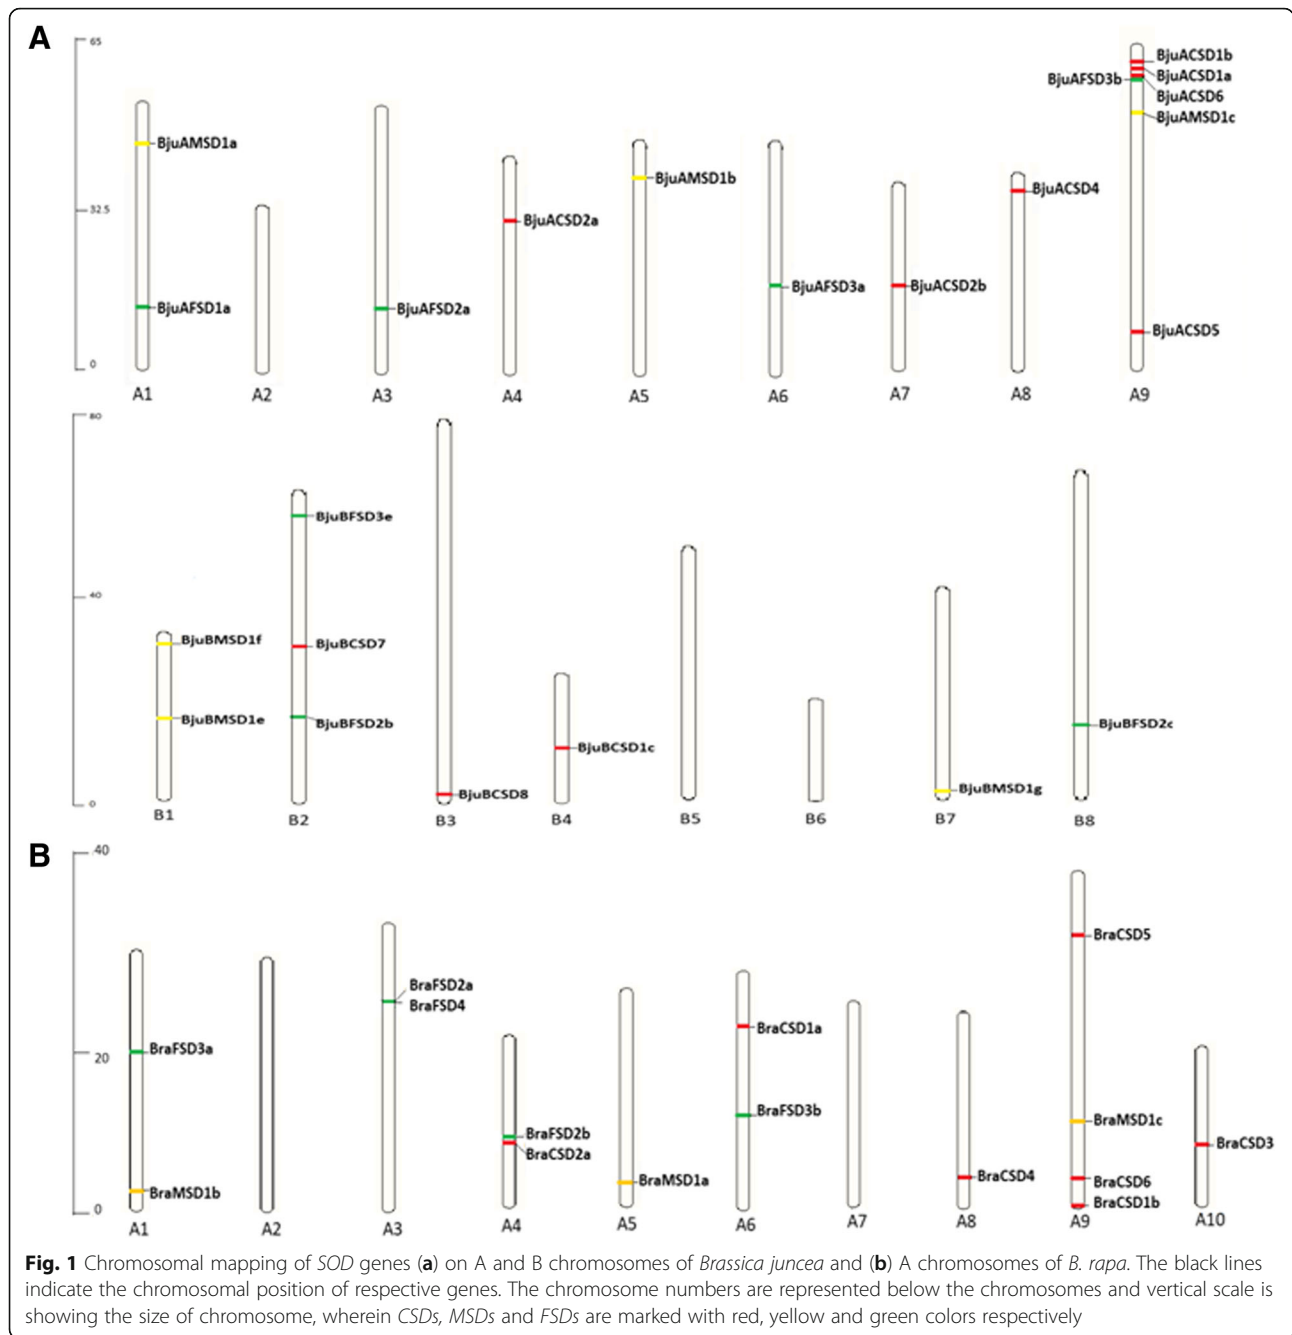 A
65
32.5
0
BjuAMSD1a
BjuAFSD1a
BjuAFSD2a
BjuACSD2a
BjuAMSD1b
BjuAFSD3a
BjuACSD2b
BjuACSD4
BjuACSD1b
BjuACSD1a
BjuAFSD3b
BjuACSD6
BjuAMSD1c
BjuACSD5
A1 A2 A3 A4 A5 A6 A7 A8 A9
80
40
0
BjuBMSD1f
BjuBMSD1e
BjuBFSD3e
BjuBCSD7
BjuBFSD2b
BjuBCSD8
BjuBCSD1c
BjuBMSD1g
BjuBFSD2c
B1 B2 B3 B4 B5 B6 B7 B8
B
40
20
0
BraFSD3a
BraMSD1b
BraFSD2a
BraFSD4
BraFSD2b
BraCSD2a
BraMSD1a
BraCSD1a
BraFSD3b
BraCSD4
BraCSD5
BraMSD1c
BraCSD6
BraCSD1b
BraCSD3
A1 A2 A3 A4 A5 A6 A7 A8 A9 A10
Fig. 1 Chromosomal mapping of SOD genes (a) on A and B chromosomes of Brassica juncea and (b) A chromosomes of B. rapa. The black lines
indicate the chromosomal position of respective genes. The chromosome numbers are represented below the chromosomes and vertical scale is
showing the size of chromosome, wherein CSDs, MSDs and FSDs are marked with red, yellow and green colors respectively